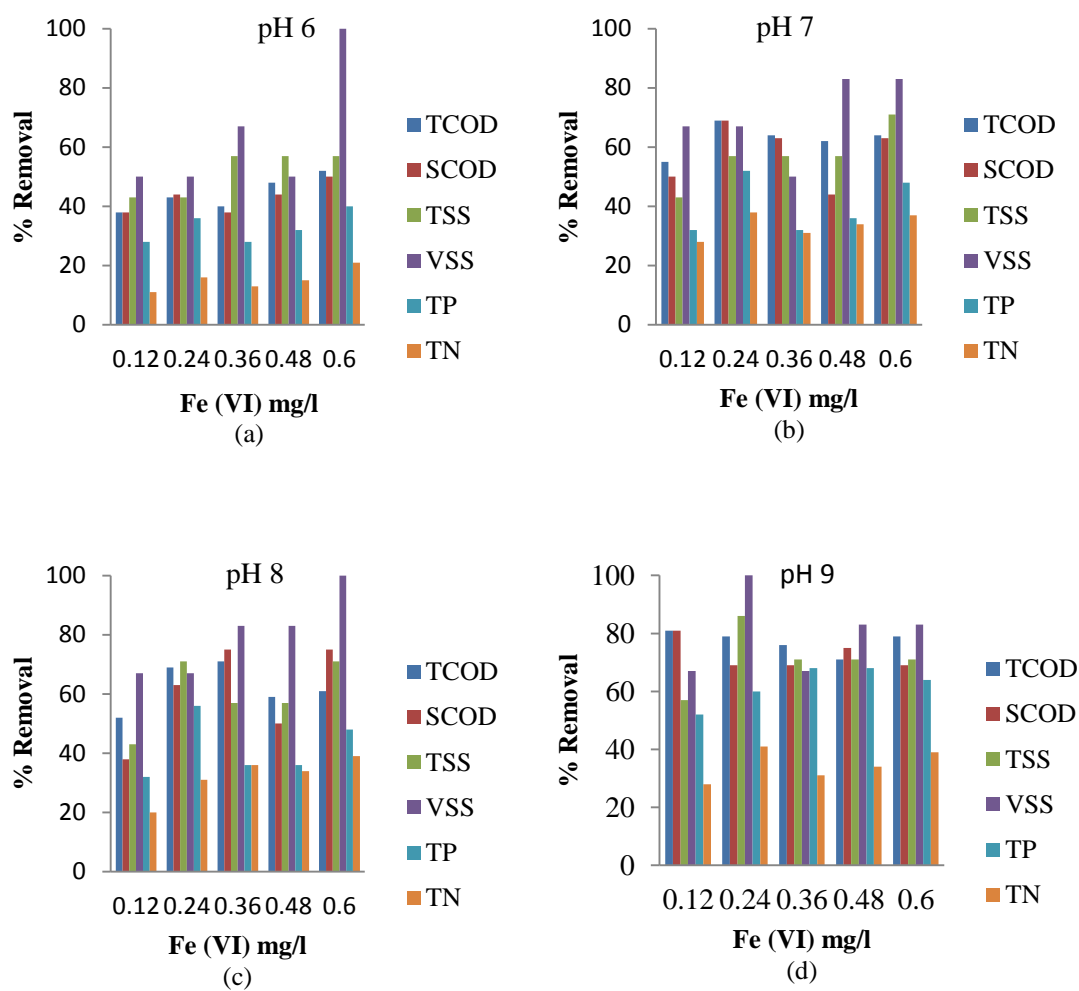 pH 6
100
80
60
40
20
0
% Removal
0.12 0.24 0.36 0.48 0.6
Fe (VI) mg/l
(a)
TCOD
SCOD
TSS
VSS
TP
TN
pH 7
100
80
60
40
20
0
% Removal
0.12 0.24 0.36 0.48 0.6
Fe (VI) mg/l
(b)
TCOD
SCOD
TSS
VSS
TP
TN
pH 8
100
80
60
40
20
0
% Removal
0.12 0.24 0.36 0.48 0.6
Fe (VI) mg/l
(c)
TCOD
SCOD
TSS
VSS
TP
TN
pH 9
100
80
60
40
20
0
% Removal
0.12 0.24 0.36 0.48 0.6
Fe (VI) mg/l
(d)
TCOD
SCOD
TSS
VSS
TP
TN